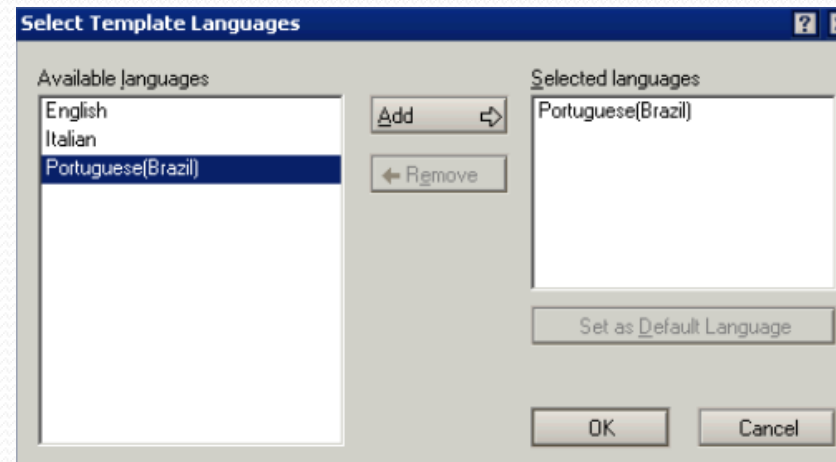 Select Template Languages
?
Available languages
English
Italian
Portuguese(Brazil)
Add
Remove
Selected languages
Portuguese(Brazil)
Set as Default Language
OK
Cancel